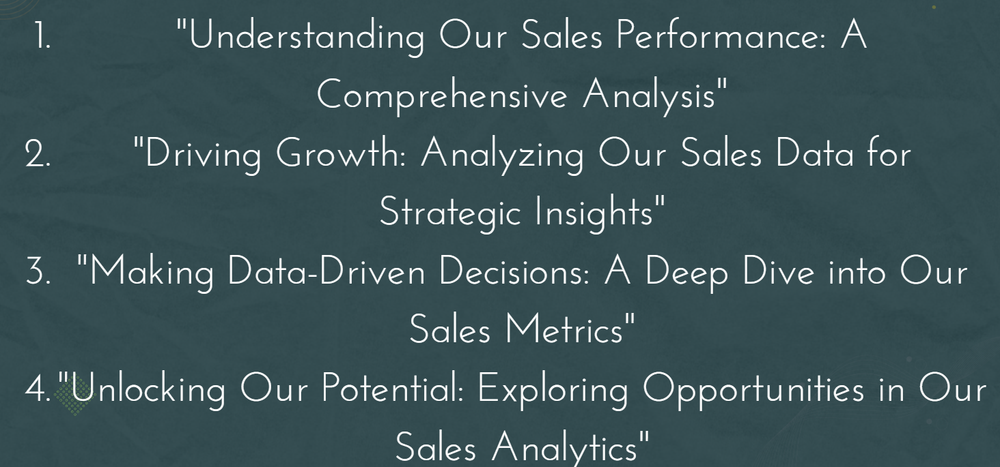 1. "Understanding Our Sales Performance: A
Comprehensive Analysis"
2. "Driving Growth: Analyzing Our Sales Data for
Strategic Insights"
3. "Making Data-Driven Decisions: A Deep Dive into Our
Sales Metrics"
4. "Unlocking Our Potential: Exploring Opportunities in Our
Sales Analytics"